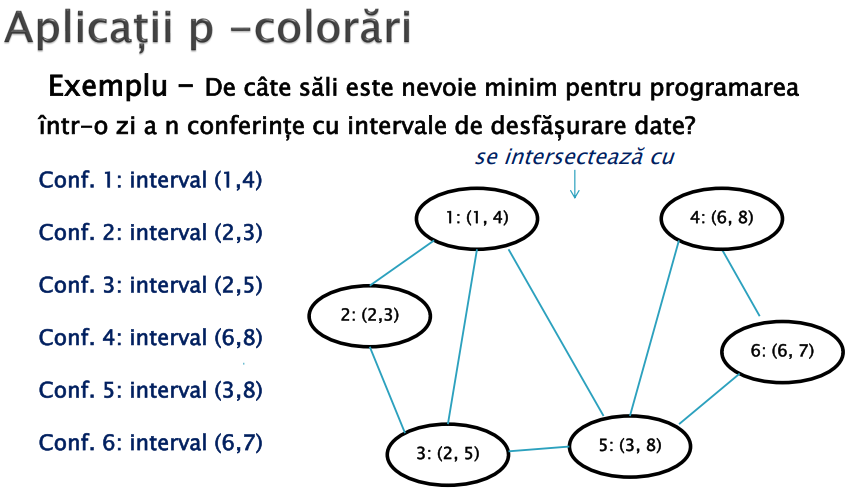 Aplicații p –colorări
Exemplu – De câte săli este nevoie minim pentru programarea
într-o zi a n conferințe cu intervale de desfășurare date?
se intersectează cu
Conf. 1: interval (1,4)
Conf. 2: interval (2,3)
Conf. 3: interval (2,5)
Conf. 4: interval (6,8)
Conf. 5: interval (3,8)
Conf. 6: interval (6,7)
1: (1, 4)
4: (6, 8)
2: (2,3)
6: (6, 7)
3: (2, 5)
5: (3, 8)